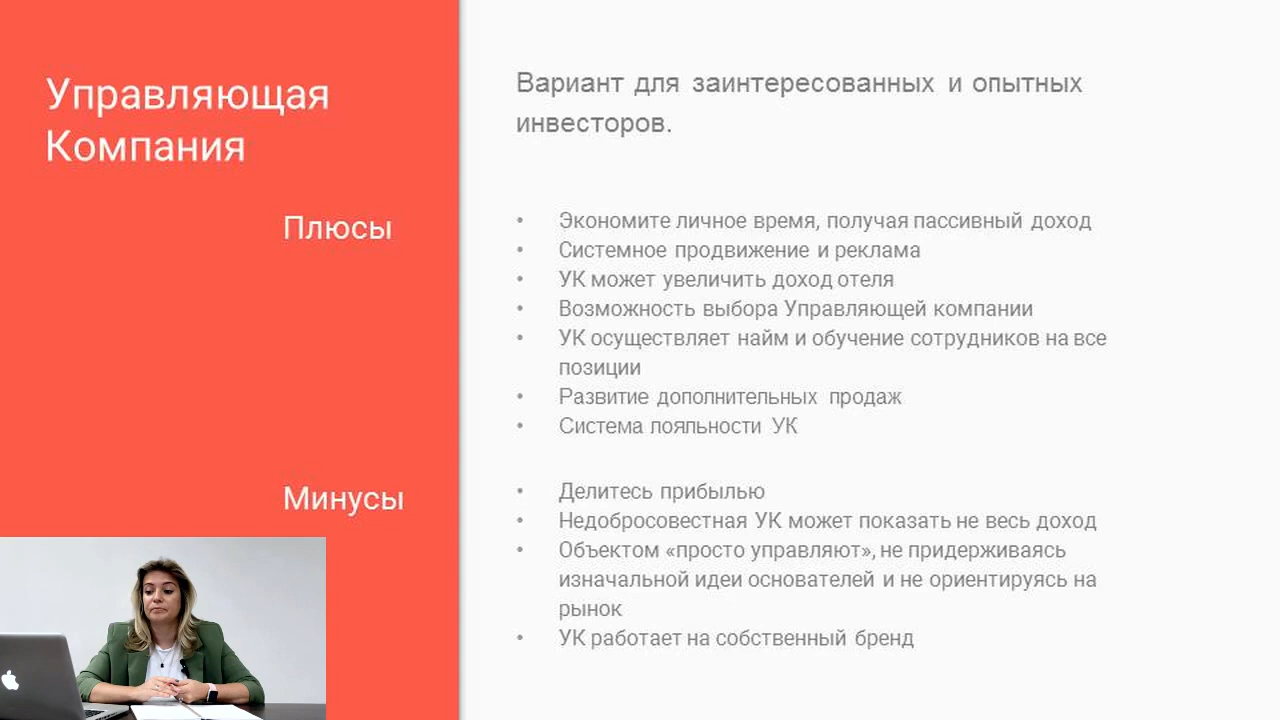 Управляющая
Компания
Вариант для заинтересованных и опытных
инвесторов.
Плюсы
• Экономите личное время, получая пассивный доход
• Системное продвижение и реклама
• УК может увеличить доход отеля
• Возможность выбора Управляющей компании
• УК осуществляет найм и обучение сотрудников на все
позиции
• Развитие дополнительных продаж
• Система лояльности УК
Минусы
• Делитесь прибылью
• Недобросовестная УК может показать не весь доход
• Объектом «просто управляют», не придерживаясь
изначальной идеи основателей и не ориентируясь на
рынок
• УК работает на собственный бренд